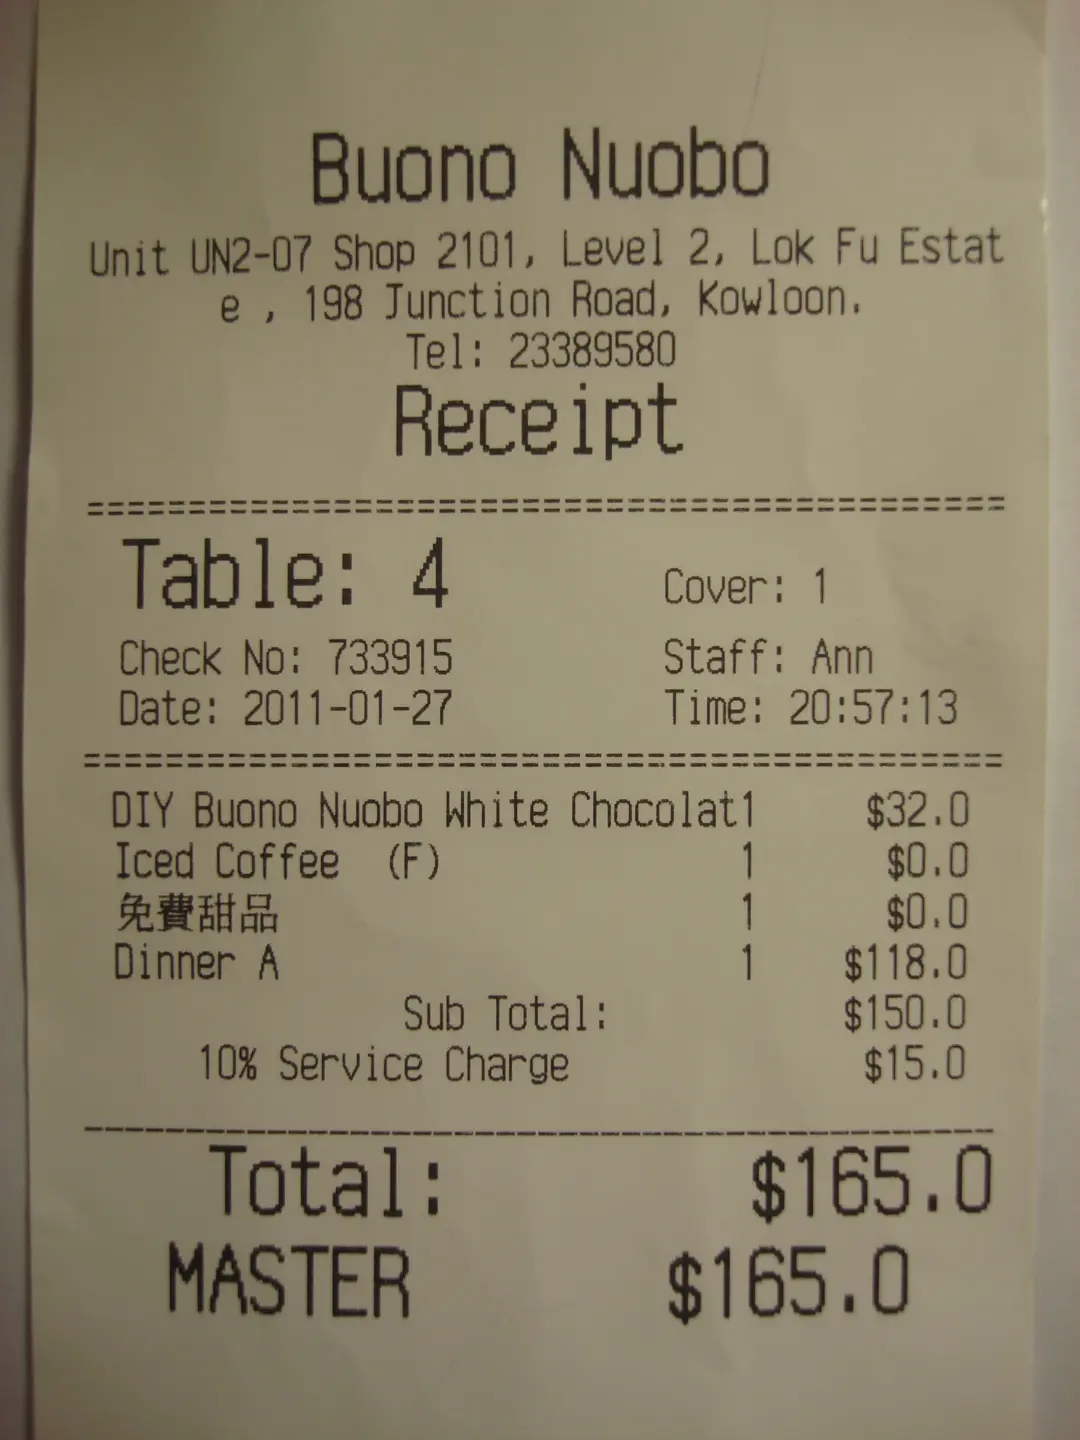 Buono Nuobo
Unit UN2-07 Shop 2101, Level 2, Lok Fu Estat
e , 198 Junction Road, Kowloon.
Tel: 23389580
Receipt
============================================
Table: 4 Cover: 1
Check No: 733915 Staff: Ann
Date: 2011-01-27 Time: 20:57:13
============================================
DIY Buono Nuobo White Chocolat1 $32.0
Iced Coffee (F) 1 $0.0
免費甜品 1 $0.0
Dinner A 1 $118.0
Sub Total: $150.0
10% Service Charge $15.0
--------------------------------------------
Total: $165.0
MASTER $165.0